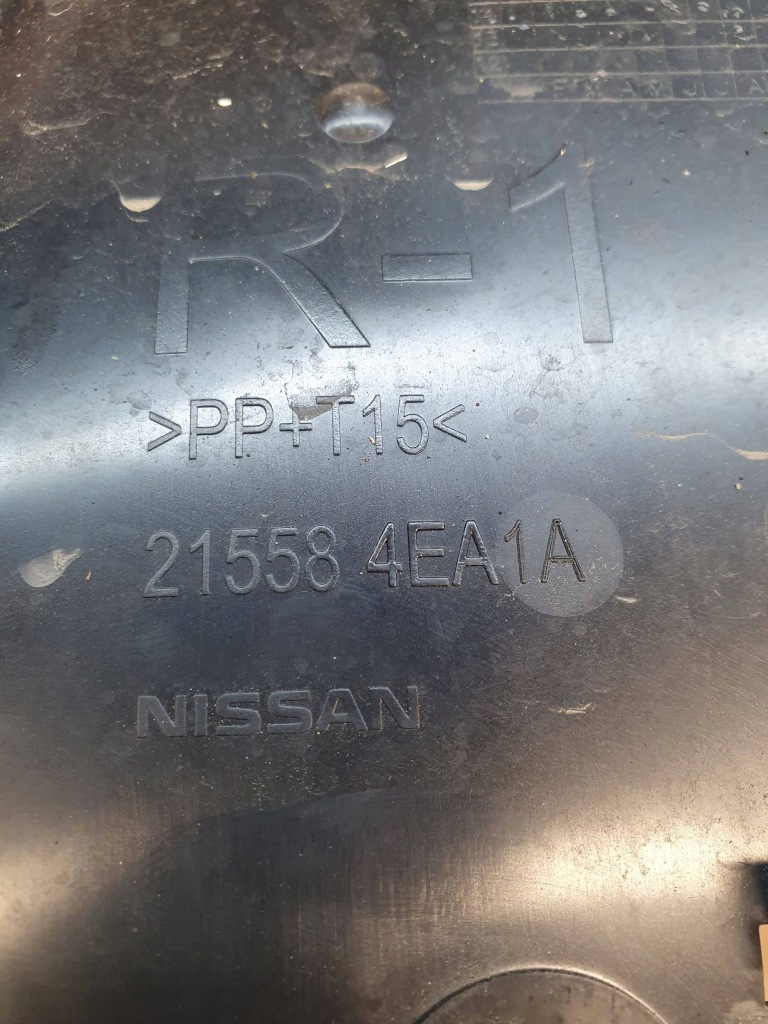 F M A M J J A
R-1
>PP+T15<
21558 4EA1A
NISSAN